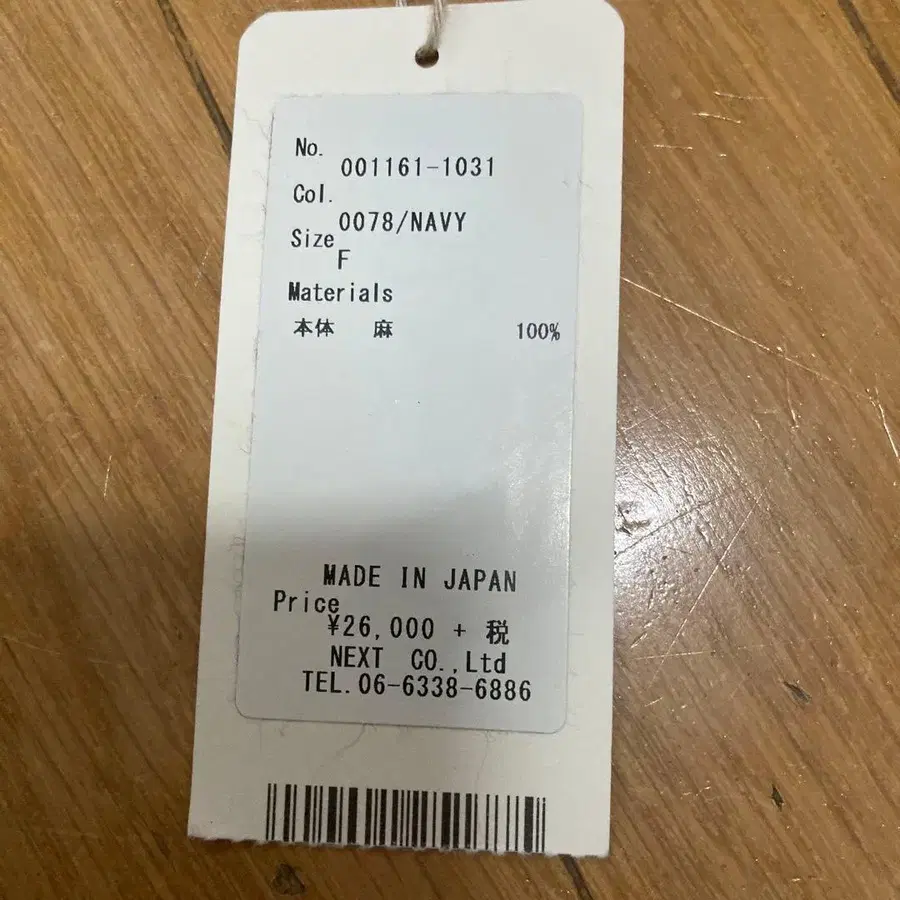 No.
001161-1031
Col.
0078/NAVY
Size
F
Materials
本体 麻 100%
MADE IN JAPAN
Price
¥26,000 + 税
NEXT CO.,Ltd
TEL.06-6338-6886